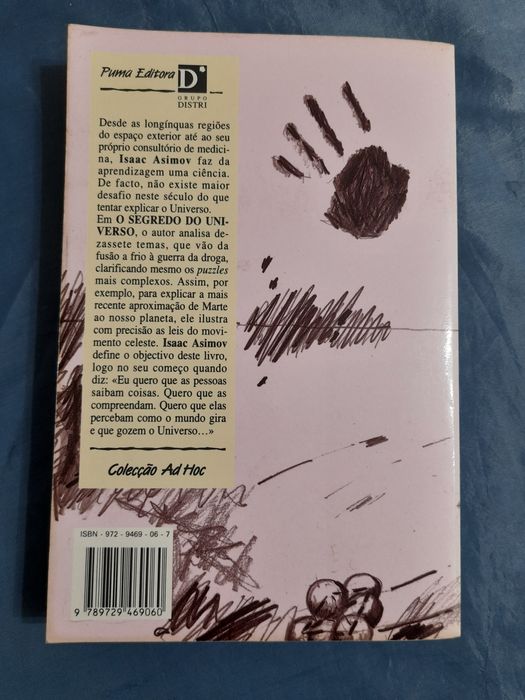 Puma Editora
D
GRUPO
DISTRI
Desde as longínquas regiões
do espaço exterior até ao seu
próprio consultório de medici-
na, Isaac Asimov faz da
aprendizagem uma ciência.
De facto, não existe maior
desafio neste século do que
tentar explicar o Universo.
Em O SEGREDO DO UNI-
VERSO, o autor analisa de-
zassete temas, que vão da
fusão a frio à guerra da droga,
clarificando mesmo os puzzles
mais complexos. Assim, por
exemplo, para explicar a mais
recente aproximação de Marte
ao nosso planeta, ele ilustra
com precisão as leis do movi-
mento celeste. Isaac Asimov
define o objectivo deste livro,
logo no seu começo quando
diz: «Eu quero que as pessoas
saibam coisas. Quero que as
compreendam. Quero que elas
percebam como o mundo gira
e que gozem o Universo...»
Colecção Ad Hoc
ISBN - 972 - 9469 - 06 - 7
9 789729 469060